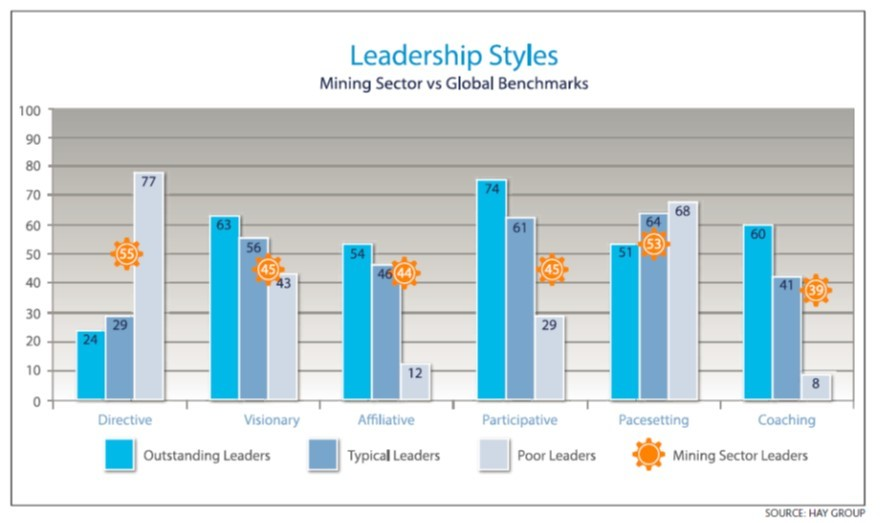 Leadership Styles
Mining Sector vs Global Benchmarks
100
90
80
70
60
50
40
30
20
10
0
24 29 77 55
63 56 43 45
54 46 12 44
74 61 29 45
51 64 68 53
60 41 8 39
Directive Visionary Affiliative Participative Pacesetting Coaching
Outstanding Leaders Typical Leaders Poor Leaders Mining Sector Leaders
SOURCE: HAY GROUP